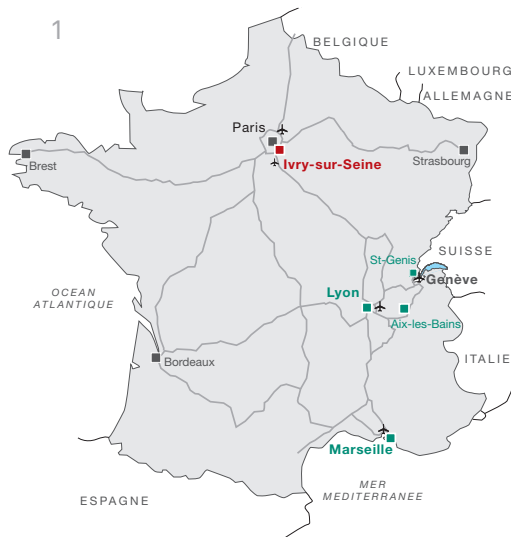 1
BELGIQUE
LUXEMBOURG
ALLEMAGNE
Paris
Ivry-sur-Seine
Strasbourg
Brest
SUISSE
St-Genis
Genève
OCEAN
ATLANTIQUE
Lyon
Aix-les-Bains
ITALIE
Bordeaux
Marseille
MER
MEDITERRANEE
ESPAGNE